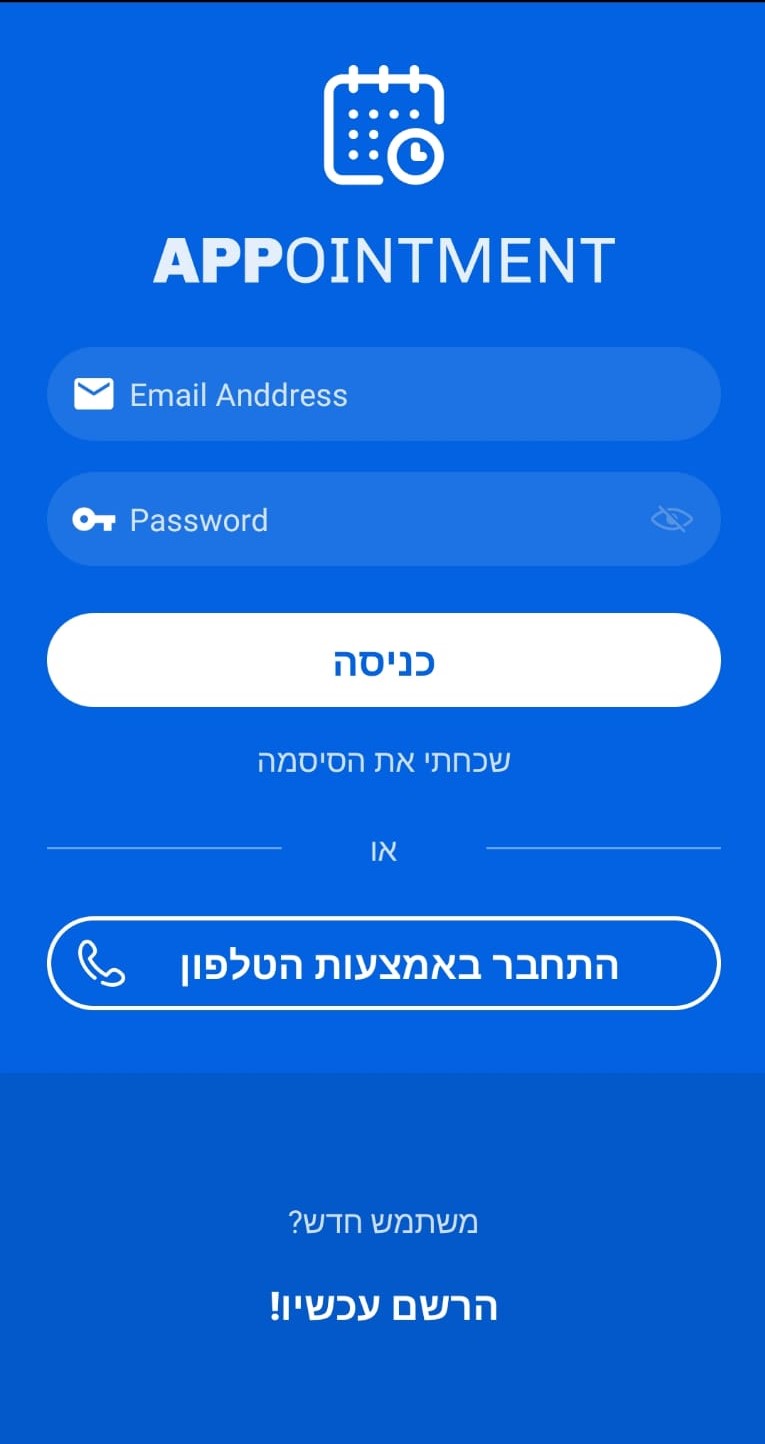 APPOINTMENT
Email Anddress
Password
כניסה
שכחתי את הסיסמה
או
התחבר באמצעות הטלפון
משתמש חדש?
הרשם עכשיו!